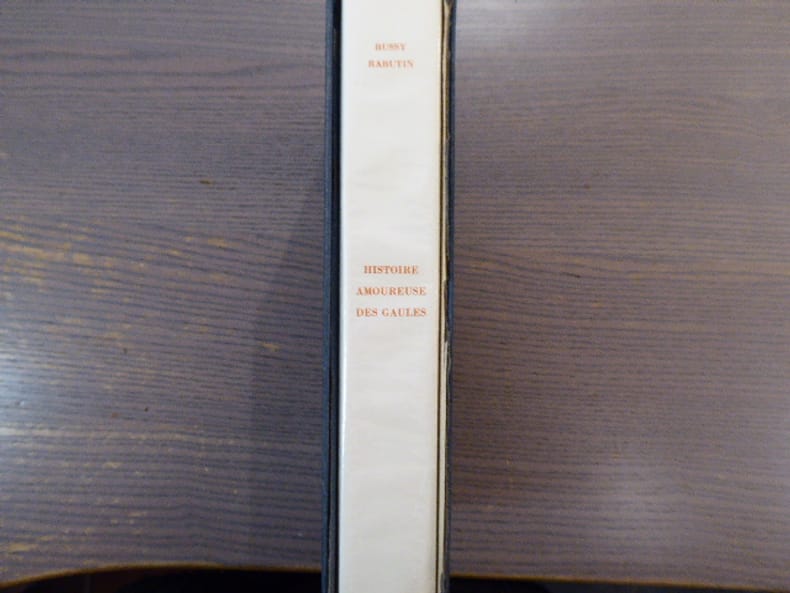 BUSSY
RABUTIN
HISTOIRE
AMOUREUSE
DES GAULES